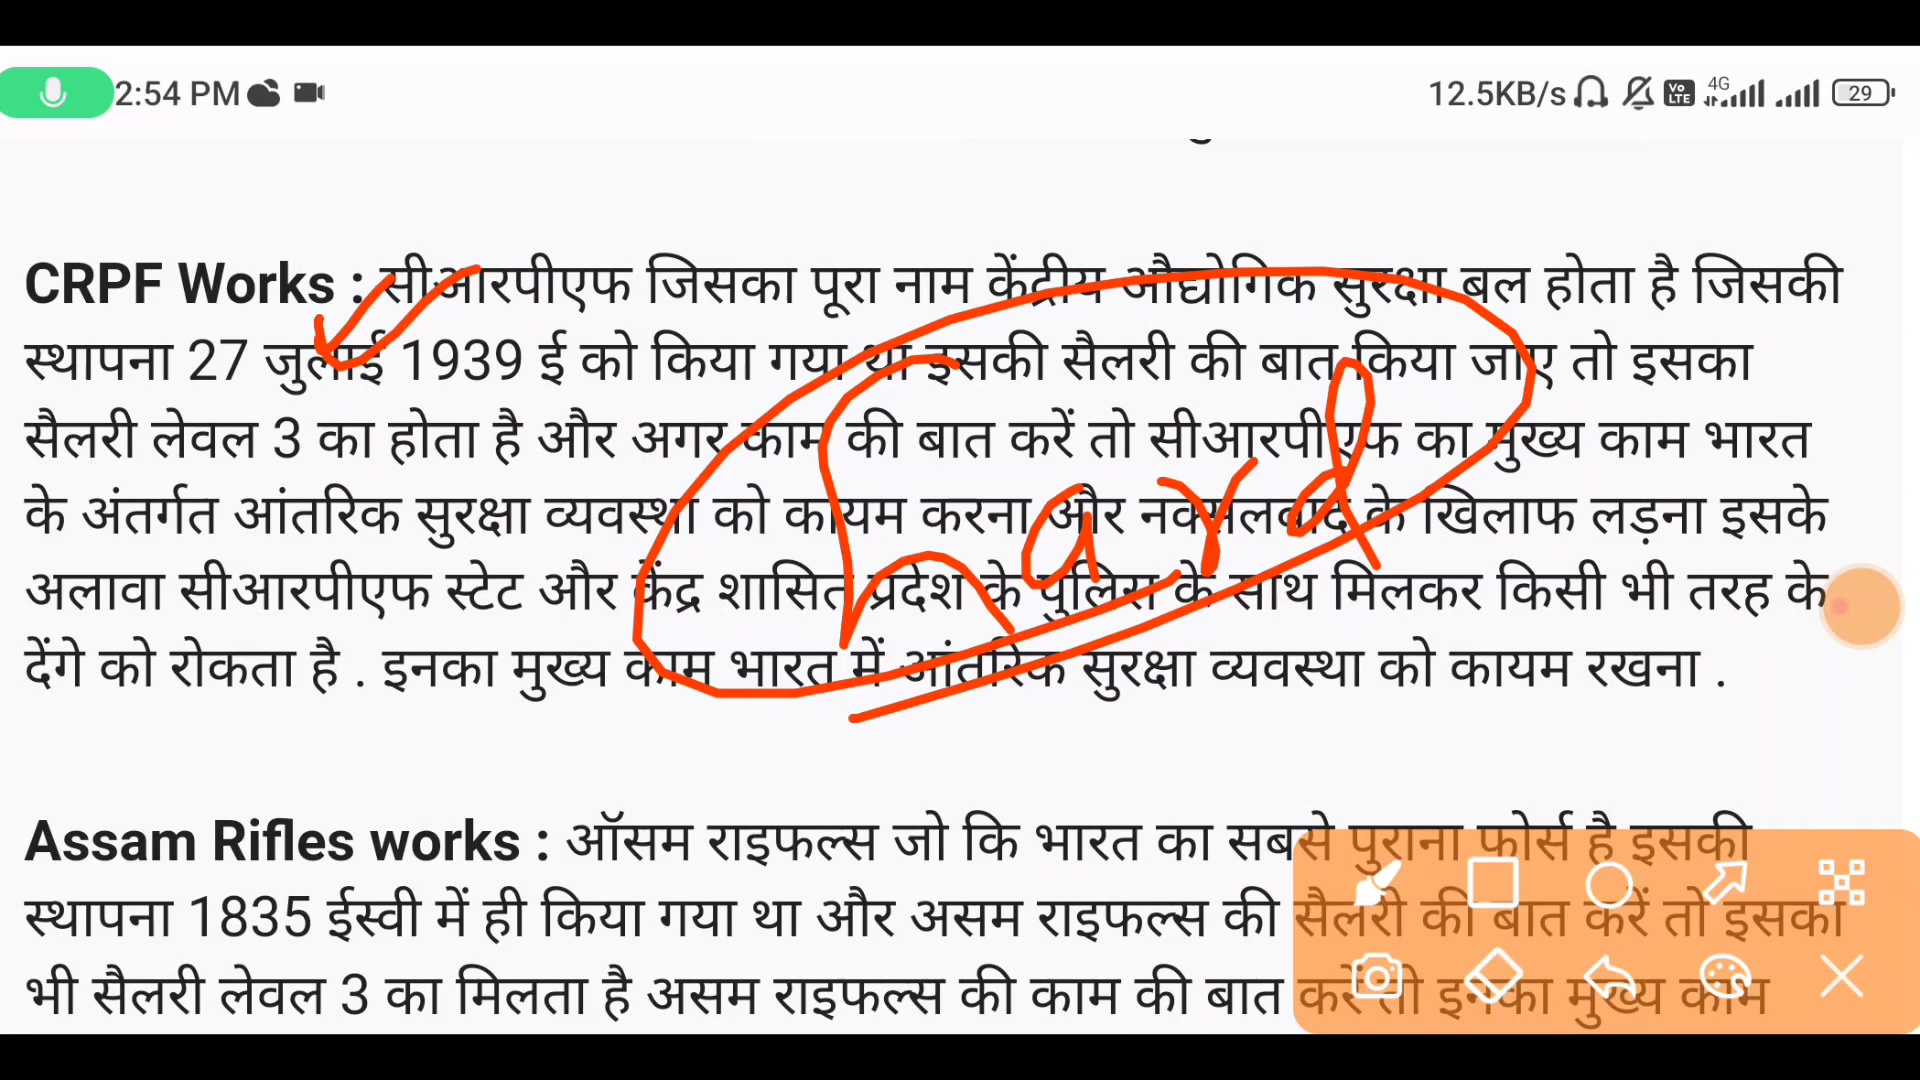 2:54 PM 12.5KB/s Vo LTE 4G 29
CRPF Works : सीआरपीएफ जिसका पूरा नाम केंद्रीय औद्योगिक सुरक्षा बल होता है जिसकी
स्थापना 27 जुलाई 1939 ई को किया गया था इसकी सैलरी की बात किया जाए तो इसका
सैलरी लेवल 3 का होता है और अगर काम की बात करें तो सीआरपीएफ का मुख्य काम भारत
के अंतर्गत आंतरिक सुरक्षा व्यवस्था को कायम करना और नक्सलवाद के खिलाफ लड़ना इसके
अलावा सीआरपीएफ स्टेट और केंद्र शासित प्रदेश के पुलिस के साथ मिलकर किसी भी तरह के
देंगे को रोकता है . इनका मुख्य काम भारत में आंतरिक सुरक्षा व्यवस्था को कायम रखना .
hard
Assam Rifles works : ऑसम राइफल्स जो कि भारत का सबसे पुराना फोर्स है इसकी
स्थापना 1835 ईस्वी में ही किया गया था और असम राइफल्स की सैलरी की बात करें तो इसका
भी सैलरी लेवल 3 का मिलता है असम राइफल्स की काम की बात करें तो इनका मुख्य काम